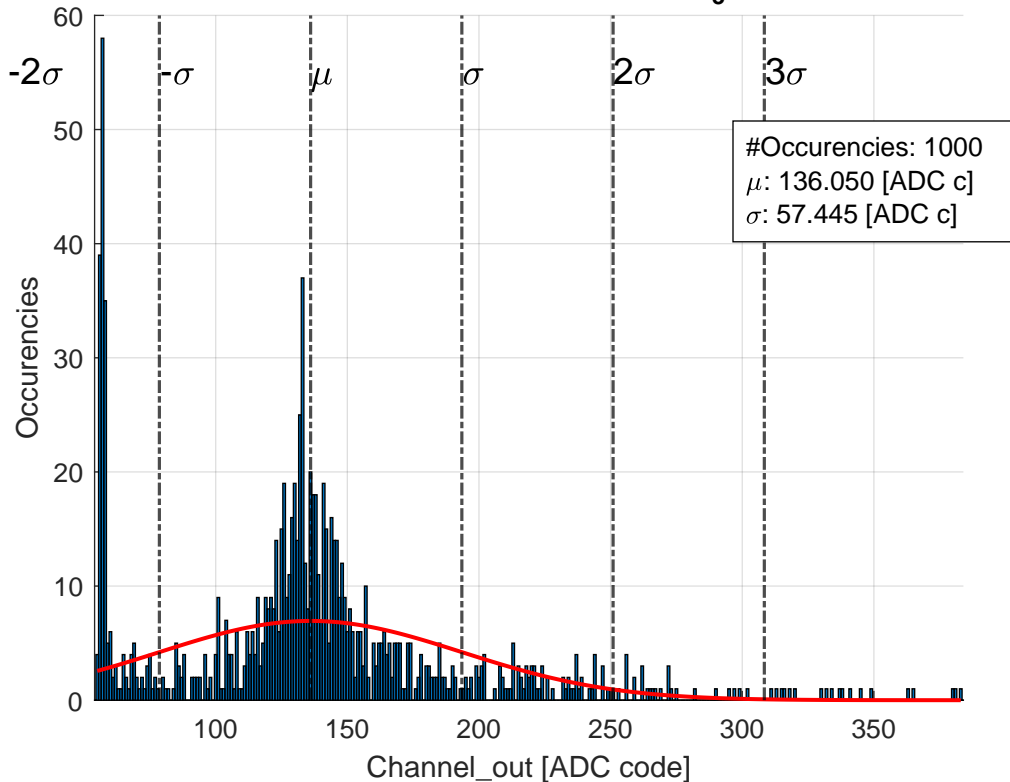 60
-2σ -σ μ σ 2σ 3σ
50
#Occurencies: 1000
μ: 136.050 [ADC c]
σ: 57.445 [ADC c]
40
30
20
10
0
Occurencies
100 150 200 250 300 350
Channel_out [ADC code]